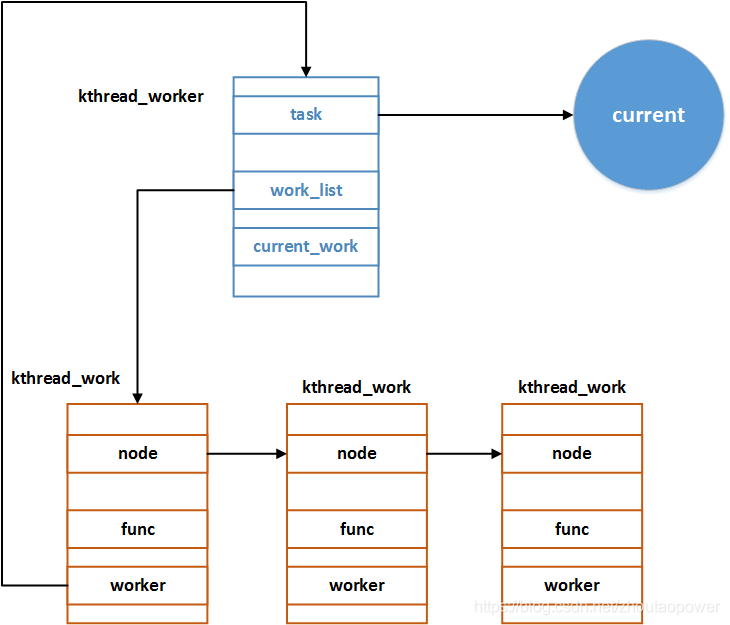 kthread_worker
task
current
work_list
current_work
kthread_work
kthread_work
kthread_work
node
node
node
func
func
func
worker
worker
worker
https://blog.csdn.net/zhoutaopower